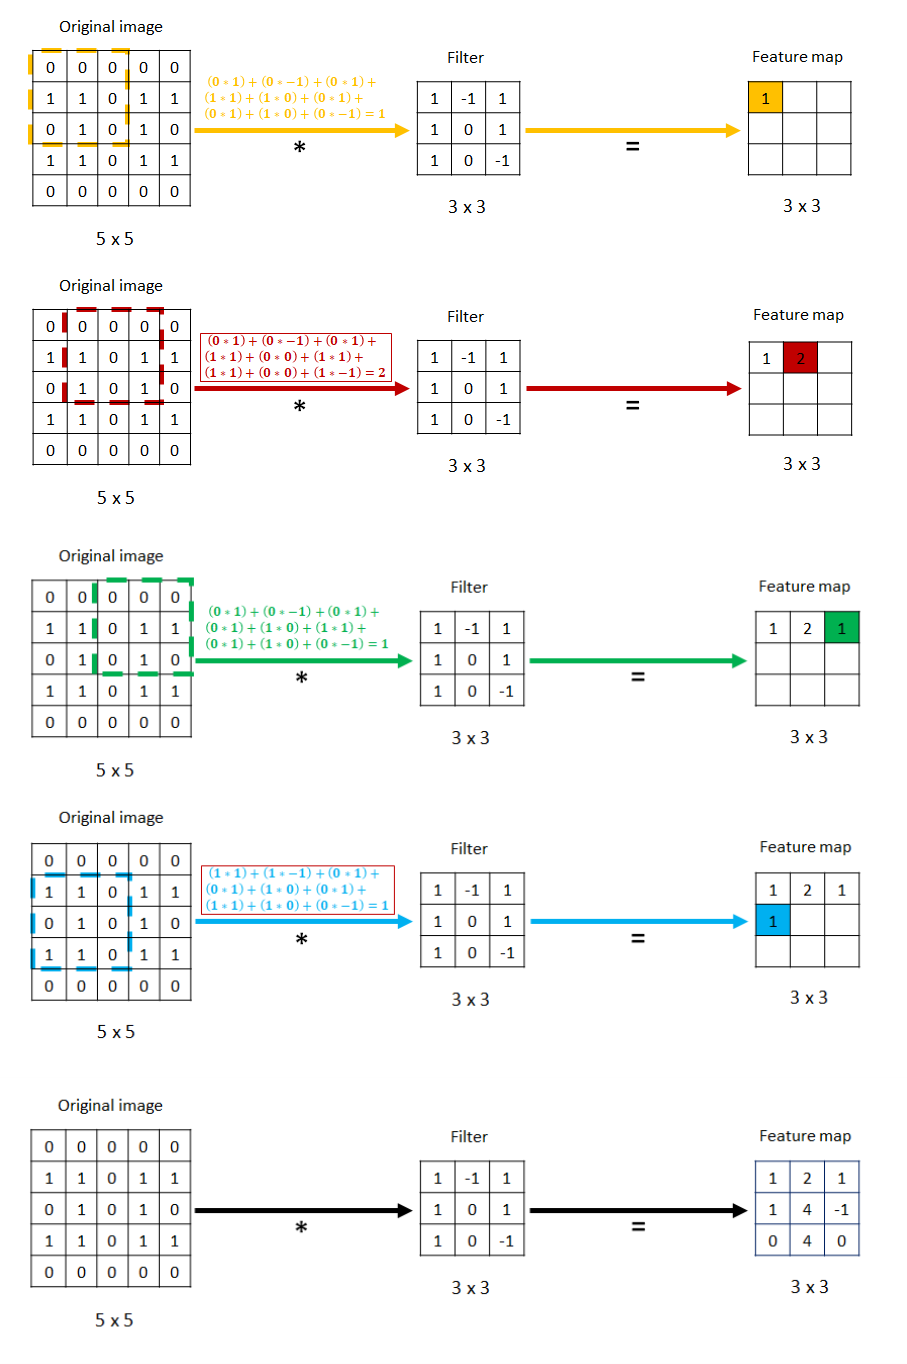 Original image
Filter
Feature map
0 0 0 0 0
1 1 0 1 1
0 1 0 1 0
1 1 0 1 1
0 0 0 0 0
(0 * 1) + (0 * −1) + (0 * 1) +
(1 * 1) + (1 * 0) + (0 * 1) +
(0 * 1) + (1 * 0) + (0 * −1) = 1
*
1 -1 1
1 0 1
1 0 -1
=
1
5 x 5
3 x 3
3 x 3
Original image
Filter
Feature map
0 0 0 0 0
1 1 0 1 1
0 1 0 1 0
1 1 0 1 1
0 0 0 0 0
(0 * 1) + (0 * −1) + (0 * 1) +
(1 * 1) + (0 * 0) + (1 * 1) +
(1 * 1) + (0 * 0) + (1 * −1) = 2
*
1 -1 1
1 0 1
1 0 -1
=
1 2
5 x 5
3 x 3
3 x 3
Original image
Filter
Feature map
0 0 0 0 0
1 1 0 1 1
0 1 0 1 0
1 1 0 1 1
0 0 0 0 0
(0 * 1) + (0 * −1) + (0 * 1) +
(0 * 1) + (1 * 0) + (1 * 1) +
(0 * 1) + (1 * 0) + (0 * −1) = 1
*
1 -1 1
1 0 1
1 0 -1
=
1 2 1
5 x 5
3 x 3
3 x 3
Original image
Filter
Feature map
0 0 0 0 0
1 1 0 1 1
0 1 0 1 0
1 1 0 1 1
0 0 0 0 0
(1 * 1) + (1 * −1) + (0 * 1) +
(0 * 1) + (1 * 0) + (0 * 1) +
(1 * 1) + (1 * 0) + (0 * −1) = 1
*
1 -1 1
1 0 1
1 0 -1
=
1 2 1
1
5 x 5
3 x 3
3 x 3
Original image
Filter
Feature map
0 0 0 0 0
1 1 0 1 1
0 1 0 1 0
1 1 0 1 1
0 0 0 0 0
*
1 -1 1
1 0 1
1 0 -1
=
1 2 1
1 4 -1
0 4 0
5 x 5
3 x 3
3 x 3